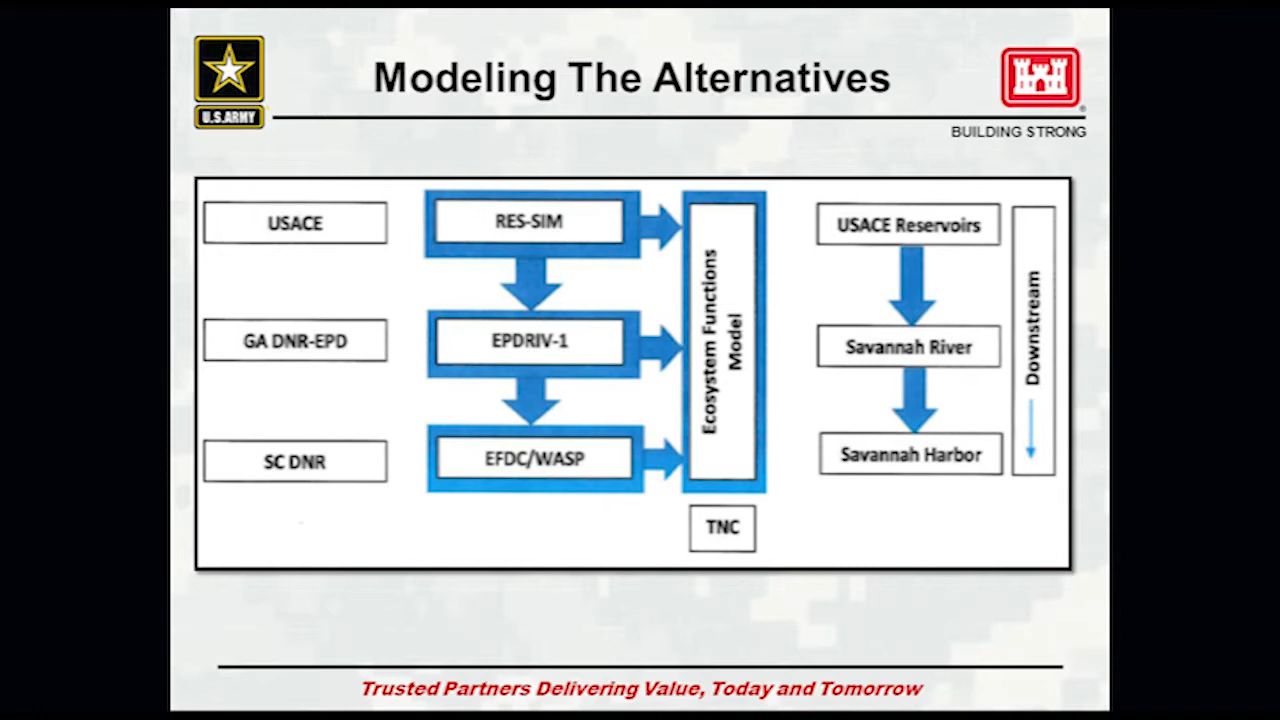 Modeling The Alternatives
U.S.ARMY
®
BUILDING STRONG
USACE
RES-SIM
USACE Reservoirs
GA DNR-EPD
EPDRIV-1
Savannah River
SC DNR
EFDC/WASP
Savannah Harbor
Ecosystem Functions
Model
Downstream
TNC
Trusted Partners Delivering Value, Today and Tomorrow